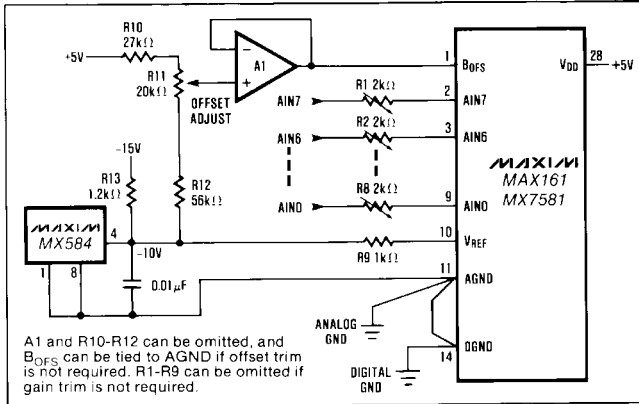 R10
27kΩ
+5V
R11
20kΩ
OFFSET
ADJUST
−
+
A1
−15V
R13
1.2kΩ
R12
56kΩ
MAXIM
MX584
4
1
8
−10V
0.01µF
AIN7
R1 2kΩ
AIN6
R2 2kΩ
AIN0
R8 2kΩ
R9 1kΩ
ANALOG
GND
DIGITAL
GND
1
BOFS
2
AIN7
3
AIN6
9
AIN0
10
VREF
11
AGND
14
DGND
VDD
28
+5V
MAXIM
MAX161
MX7581
A1 and R10-R12 can be omitted, and
BOFS can be tied to AGND if offset trim
is not required. R1-R9 can be omitted if
gain trim is not required.